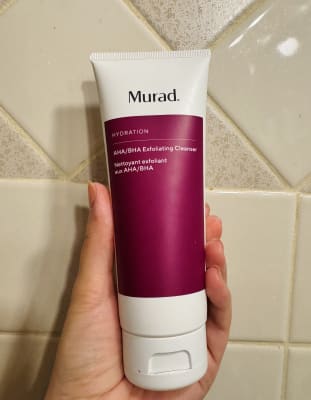 Murad.
HYDRATION
AHA/BHA Exfoliating Cleanser
Nettoyant exfoliant
aux AHA/BHA